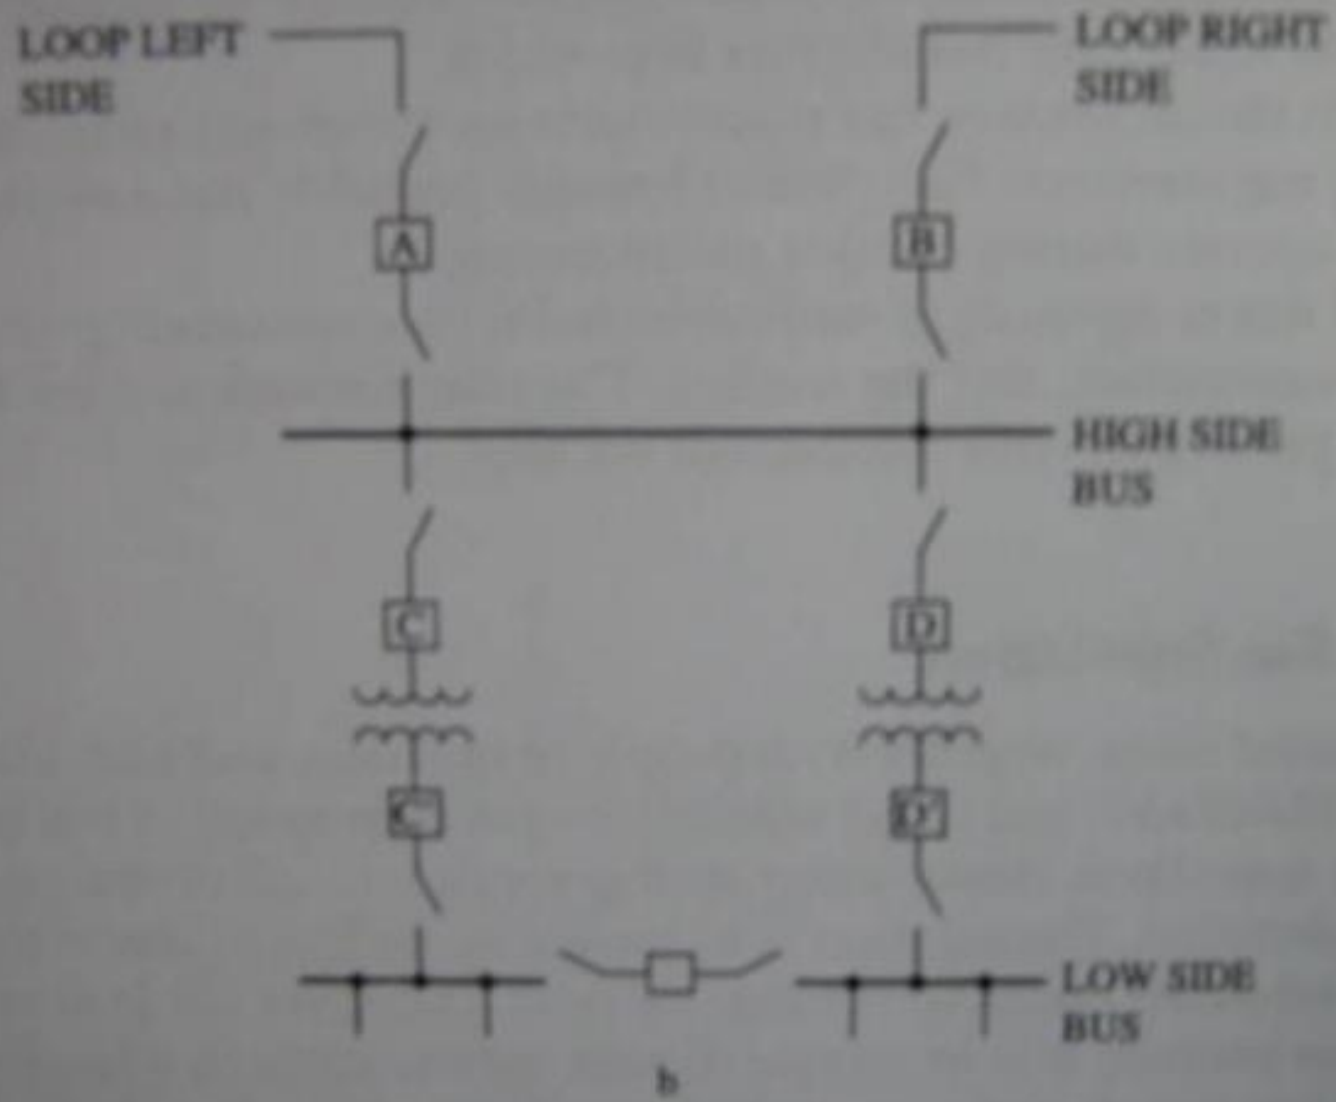 LOOP LEFT
SIDE
LOOP RIGHT
SIDE
A
B
HIGH SIDE
BUS
C
D
C'
D'
LOW SIDE
BUS
b